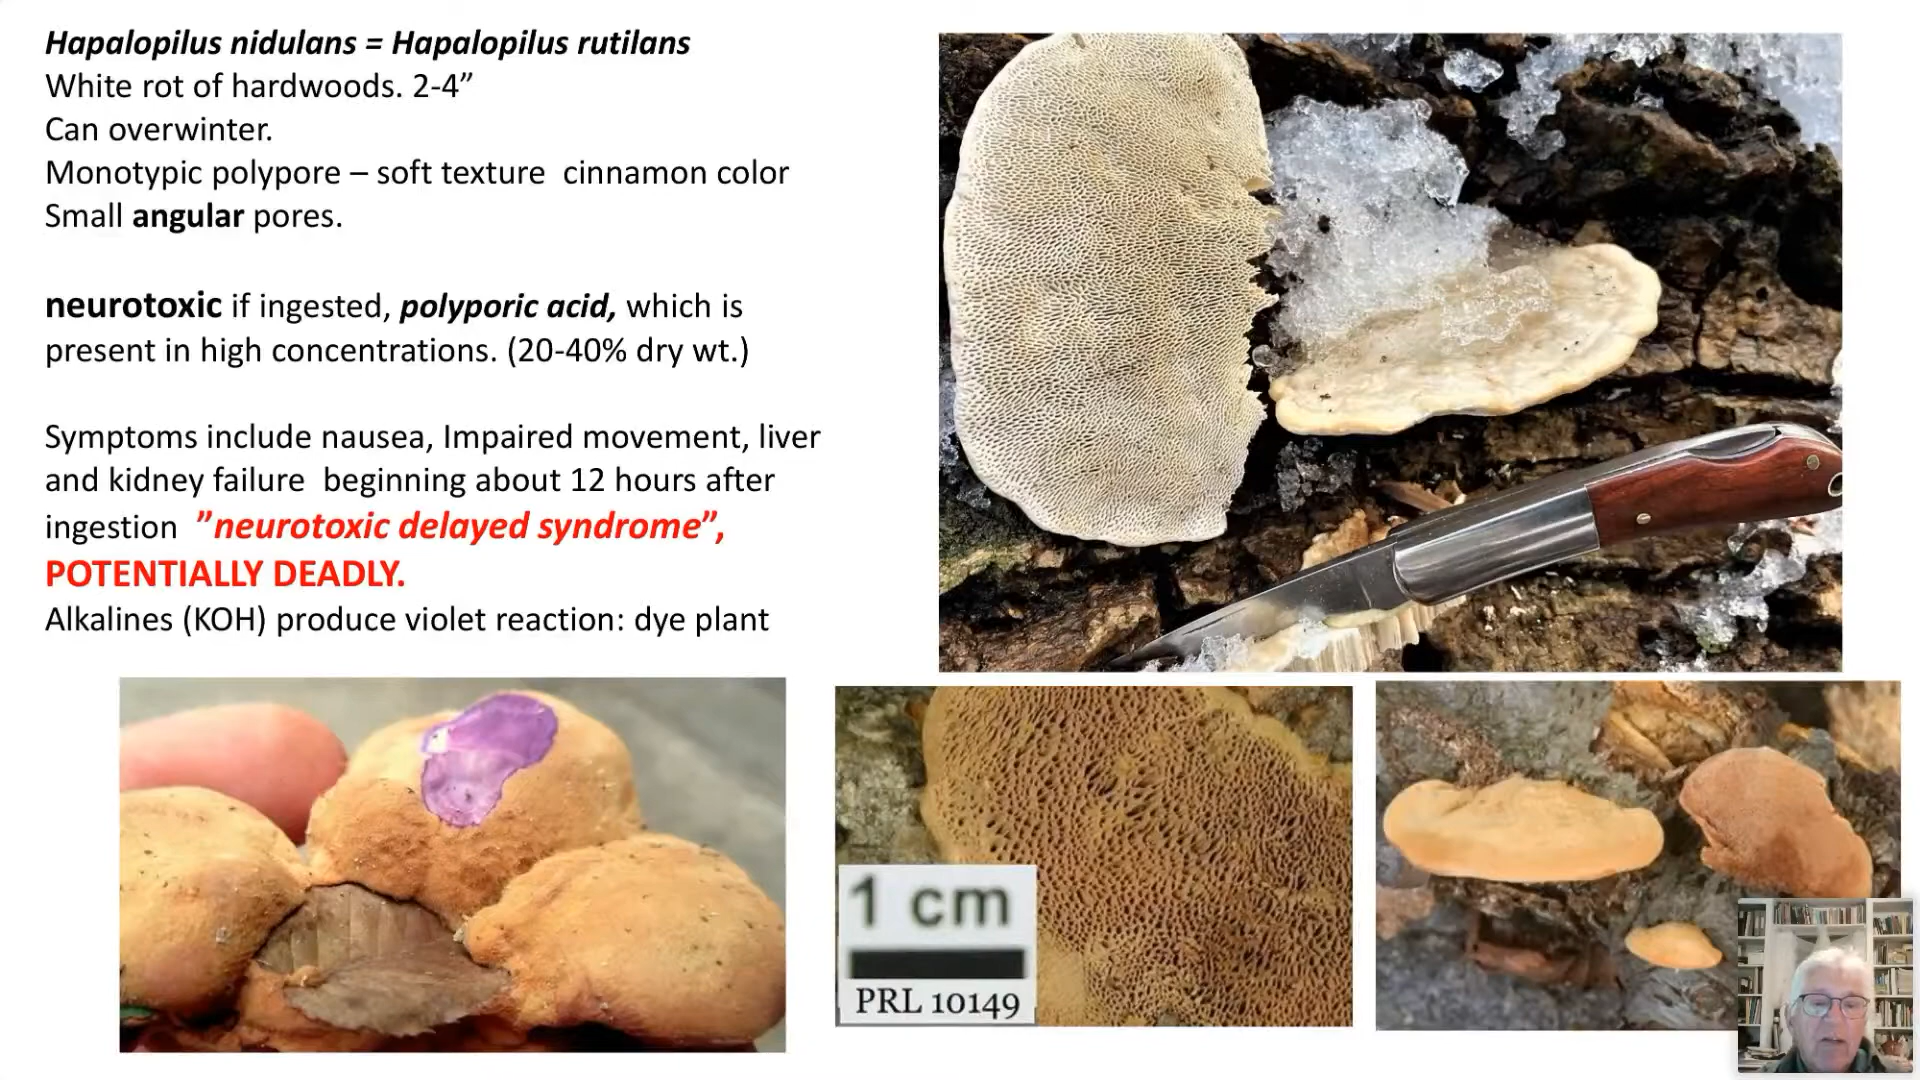 Hapalopilus nidulans = Hapalopilus rutilans
White rot of hardwoods. 2-4”
Can overwinter.
Monotypic polypore – soft texture  cinnamon color
Small angular pores.
neurotoxic if ingested, polyporic acid, which is
present in high concentrations. (20-40% dry wt.)
Symptoms include nausea, Impaired movement, liver
and kidney failure  beginning about 12 hours after
ingestion  ”neurotoxic delayed syndrome”,
POTENTIALLY DEADLY.
Alkalines (KOH) produce violet reaction: dye plant
1 cm
PRL 10149